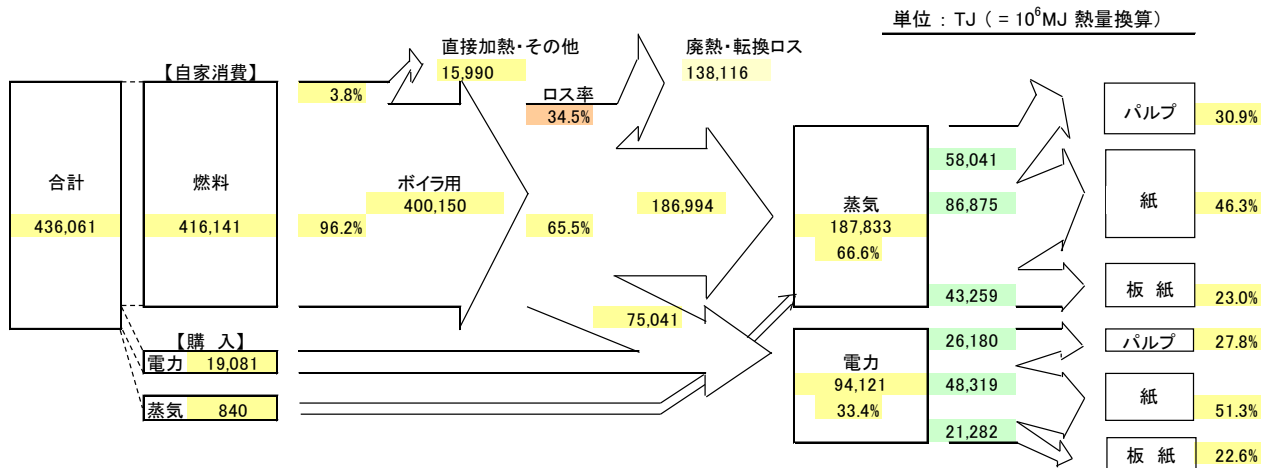 単位 : TJ ( = 10⁶MJ 熱量換算)
直接加熱・その他
15,990
廃熱・転換ロス
138,116
【自家消費】
3.8%
ロス率
34.5%
合計
436,061
燃料
416,141
96.2%
ボイラ用
400,150
65.5%
186,994
75,041
蒸気
187,833
66.6%
58,041
86,875
43,259
パルプ
30.9%
紙
46.3%
板 紙
23.0%
【購 入】
電力 19,081
蒸気 840
電力
94,121
33.4%
26,180
48,319
21,282
パルプ
27.8%
紙
51.3%
板 紙
22.6%